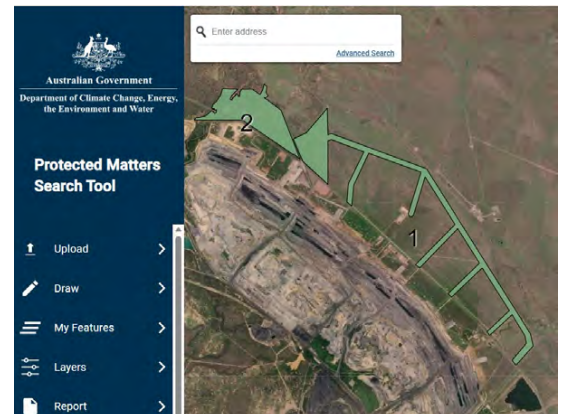 Enter address
Advanced Search
Australian Government
Department of Climate Change, Energy,
the Environment and Water
Protected Matters
Search Tool
Upload
Draw
My Features
Layers
Report
2
1